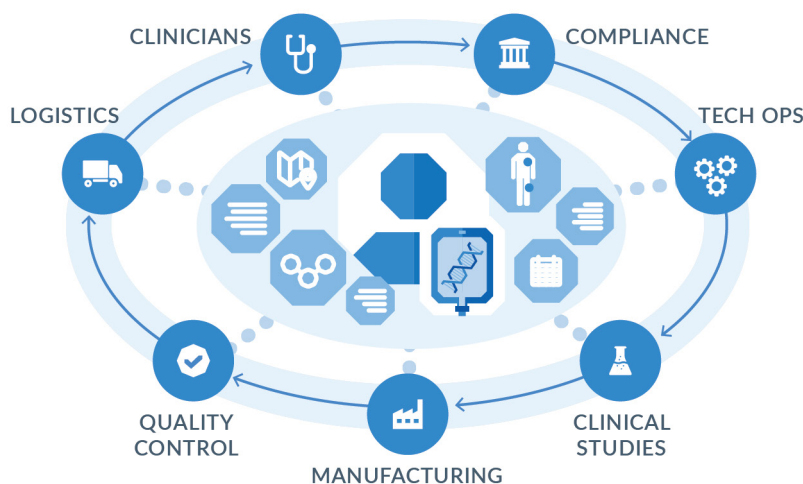 CLINICIANS
COMPLIANCE
LOGISTICS
TECH OPS
QUALITY
CONTROL
CLINICAL
STUDIES
MANUFACTURING